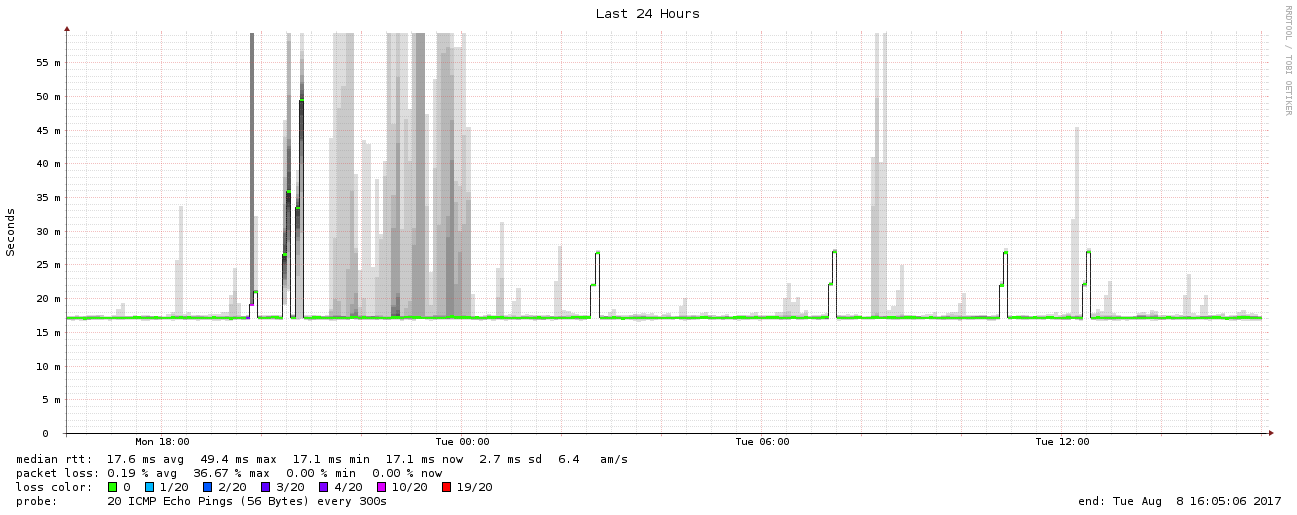 Last 24 Hours
RRDTOOL / TOBI OETIKER
Seconds
55 m
50 m
45 m
40 m
35 m
30 m
25 m
20 m
15 m
10 m
5 m
0
Mon 18:00 Tue 00:00 Tue 06:00 Tue 12:00
median rtt: 17.6 ms avg 49.4 ms max 17.1 ms min 17.1 ms now 2.7 ms sd 6.4 am/s
packet loss: 0.19 % avg 36.67 % max 0.00 % min 0.00 % now
loss color: 0 1/20 2/20 3/20 4/20 10/20 19/20
probe: 20 ICMP Echo Pings (56 Bytes) every 300s end: Tue Aug 8 16:05:06 2017